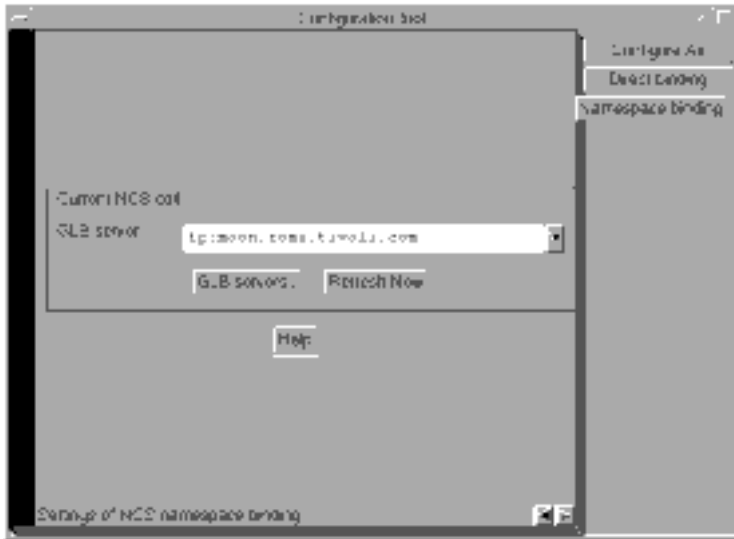 Configuration Tool
Configure All
Direct binding
Namespace binding
Current NCS cell
GLB server
ip:moon.rome.tivoli.com
GLB servers...
Refresh Now
Help
Settings of NCS namespace binding